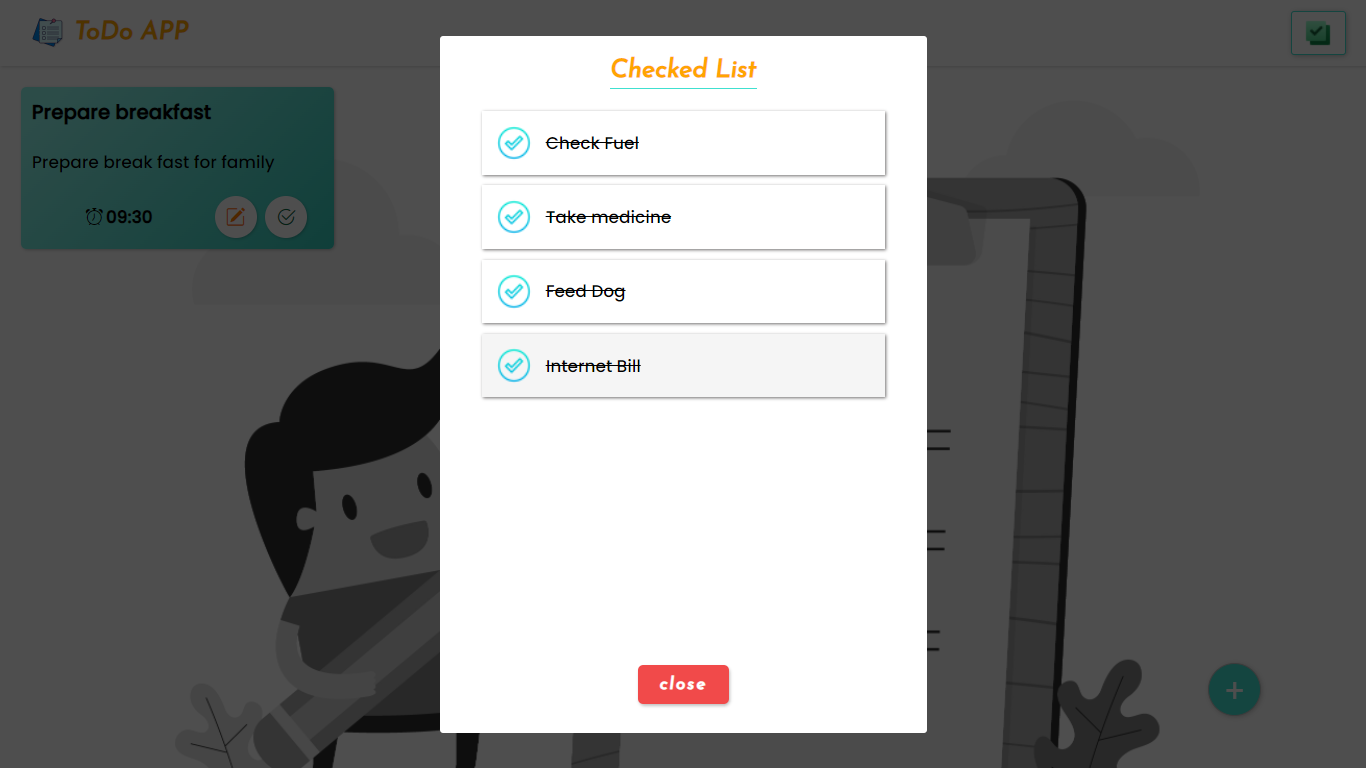 ToDo APP
Prepare breakfast
Prepare break fast for family
09:30
Checked List
Check Fuel
Take medicine
Feed Dog
Internet Bill
close
+